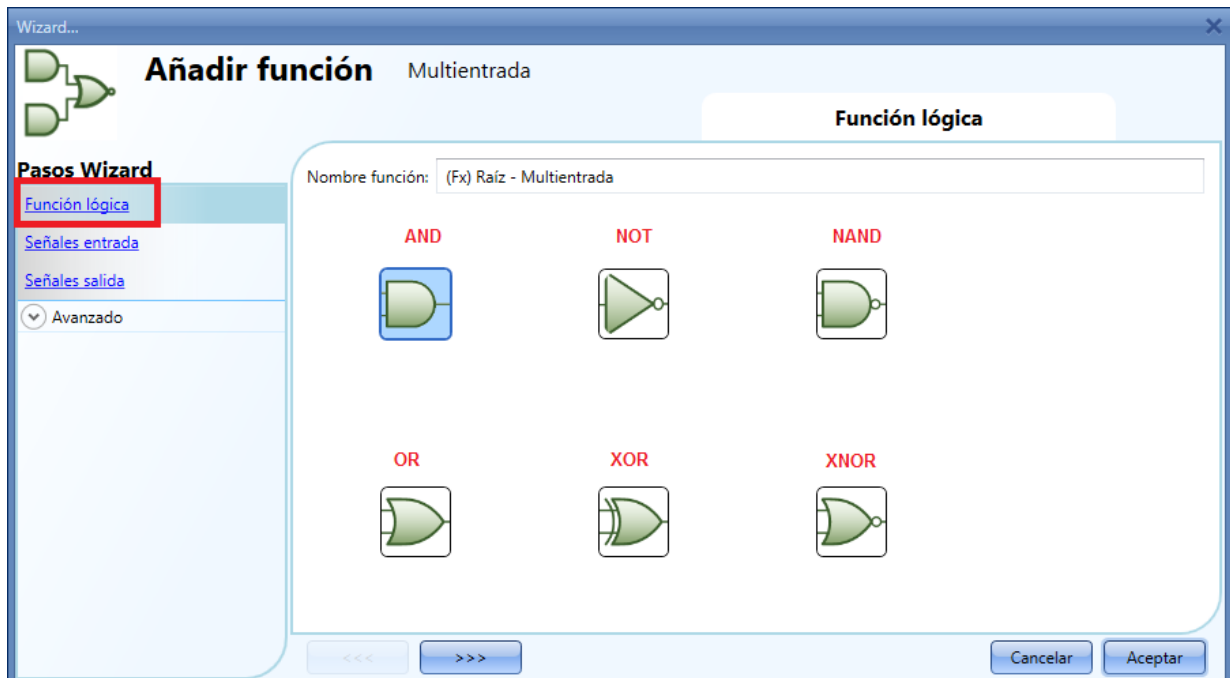 Wizard...
Añadir función Multientrada
Función lógica
Pasos Wizard
Función lógica
Señales entrada
Señales salida
Avanzado
Nombre función: (Fx) Raíz - Multientrada
AND NOT NAND
OR XOR XNOR
<<< >>> Cancelar Aceptar